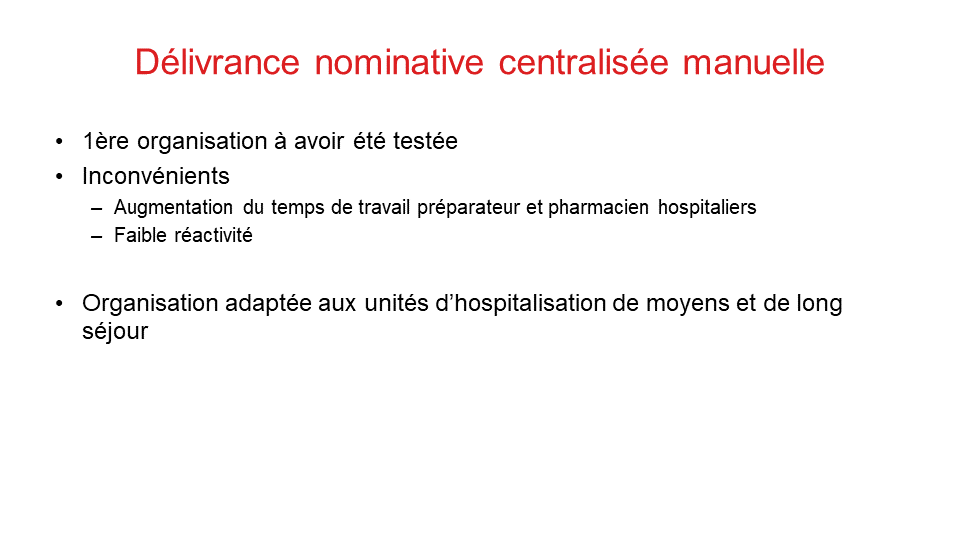 Délivrance nominative centralisée manuelle
• 1ère organisation à avoir été testée
• Inconvénients
– Augmentation du temps de travail préparateur et pharmacien hospitaliers
– Faible réactivité
• Organisation adaptée aux unités d’hospitalisation de moyens et de long
séjour